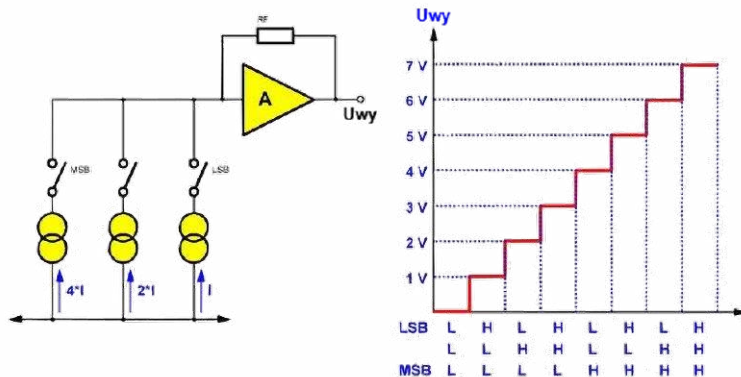 RF
A
Uwy
MSB
LSB
4*I
2*I
I
Uwy
7 V
6 V
5 V
4 V
3 V
2 V
1 V
LSB L H L H L H L H
L L H H L L H H
MSB L L L L H H H H